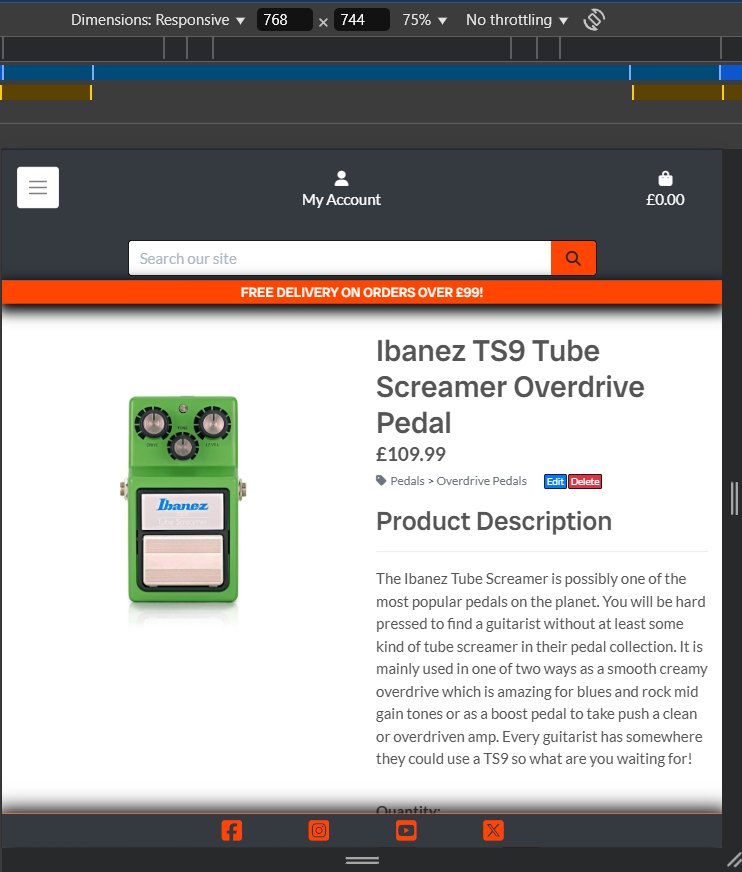 Dimensions: Responsive ▼ 768 × 744 75% ▼ No throttling ▼
My Account
£0.00
Search our site
FREE DELIVERY ON ORDERS OVER £99!
Ibanez TS9 Tube
Screamer Overdrive
Pedal
£109.99
Pedals > Overdrive Pedals Edit Delete
Ibanez
Product Description
The Ibanez Tube Screamer is possibly one of the
most popular pedals on the planet. You will be hard
pressed to find a guitarist without at least some
kind of tube screamer in their pedal collection. It is
mainly used in one of two ways as a smooth creamy
overdrive which is amazing for blues and rock mid
gain tones or as a boost pedal to take push a clean
or overdriven amp. Every guitarist has somewhere
they could use a TS9 so what are you waiting for!
Quantity: